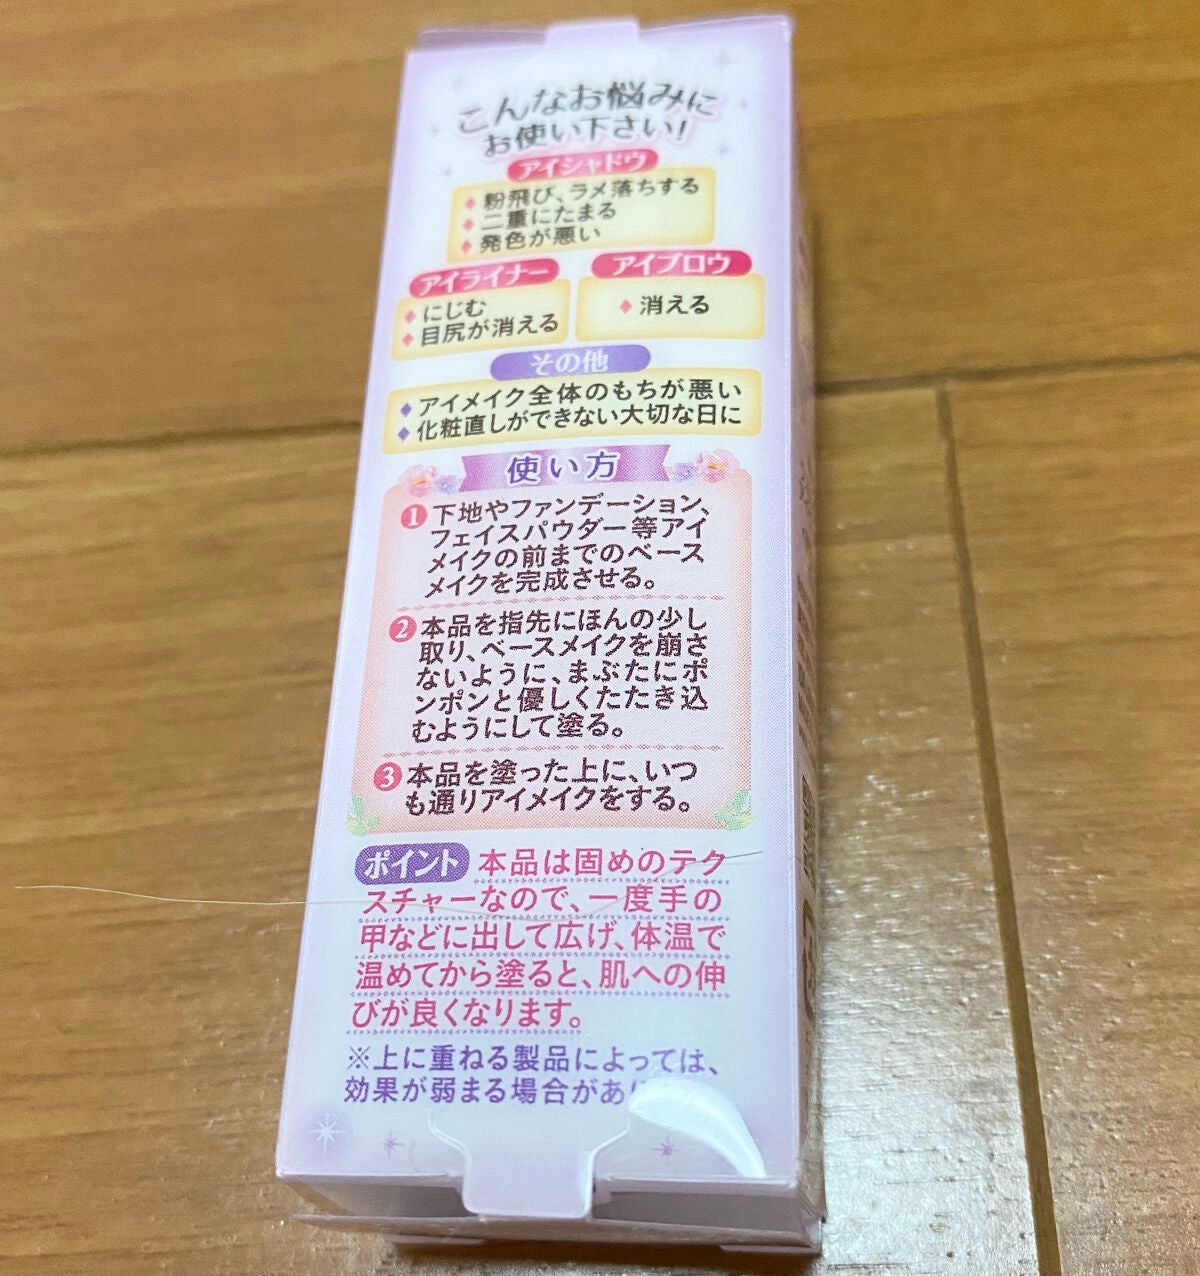 こんなお悩みに
お使い下さい!
アイシャドウ
♦粉飛び、ラメ落ちする
♦二重にたまる
♦発色が悪い
アイライナー
♦にじむ
♦目尻が消える
アイブロウ
♦消える
その他
♦アイメイク全体のもちが悪い
♦化粧直しができない大切な日に
使い方
❶下地やファンデーション、
フェイスパウダー等アイ
メイクの前までのベース
メイクを完成させる。
❷本品を指先にほんの少し
取り、ベースメイクを崩さ
ないように、まぶたにポ
ンポンと優しくたたき込
むようにして塗る。
❸本品を塗った上に、いつ
も通りアイメイクをする。
ポイント 本品は固めのテク
スチャーなので、一度手の
甲などに出して広げ、体温で
温めてから塗ると、肌への伸
びが良くなります。
※上に重ねる製品によっては、
効果が弱まる場合があり